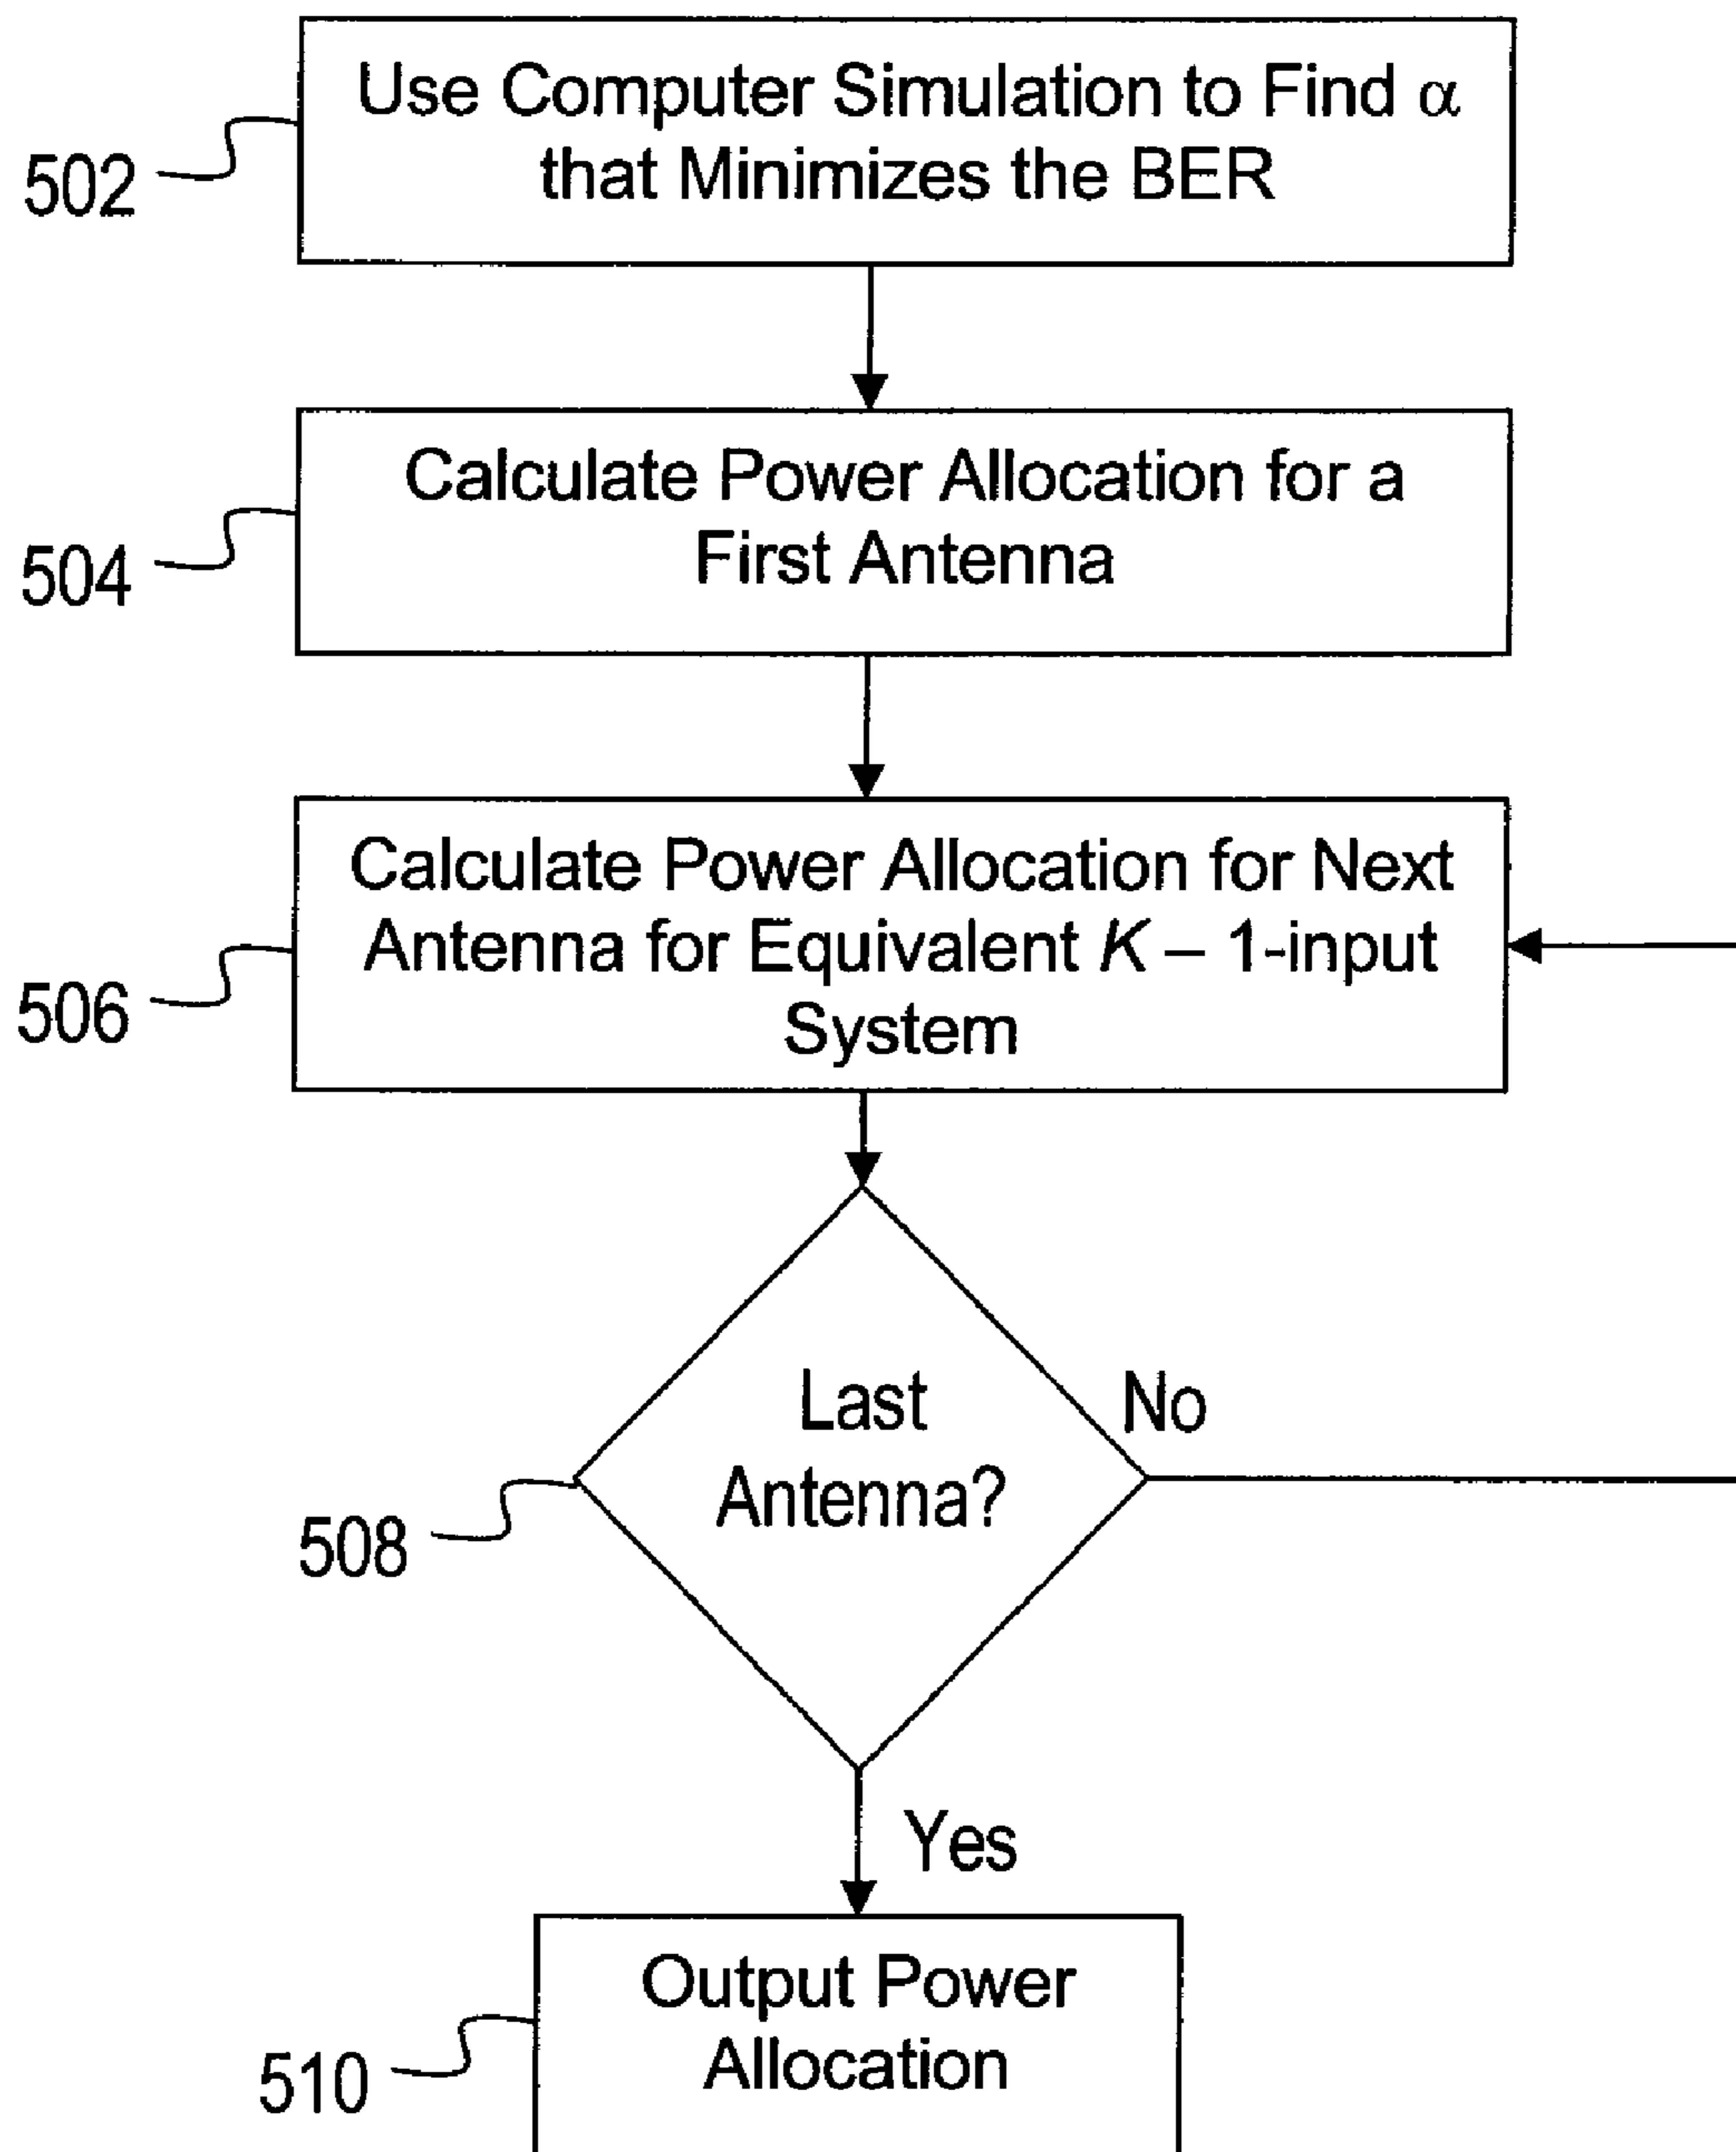 Use Computer Simulation to Find α
that Minimizes the BER
502
Calculate Power Allocation for a
First Antenna
504
Calculate Power Allocation for Next
Antenna for Equivalent K – 1-input
System
506
Last
Antenna?
No
508
Yes
Output Power
Allocation
510